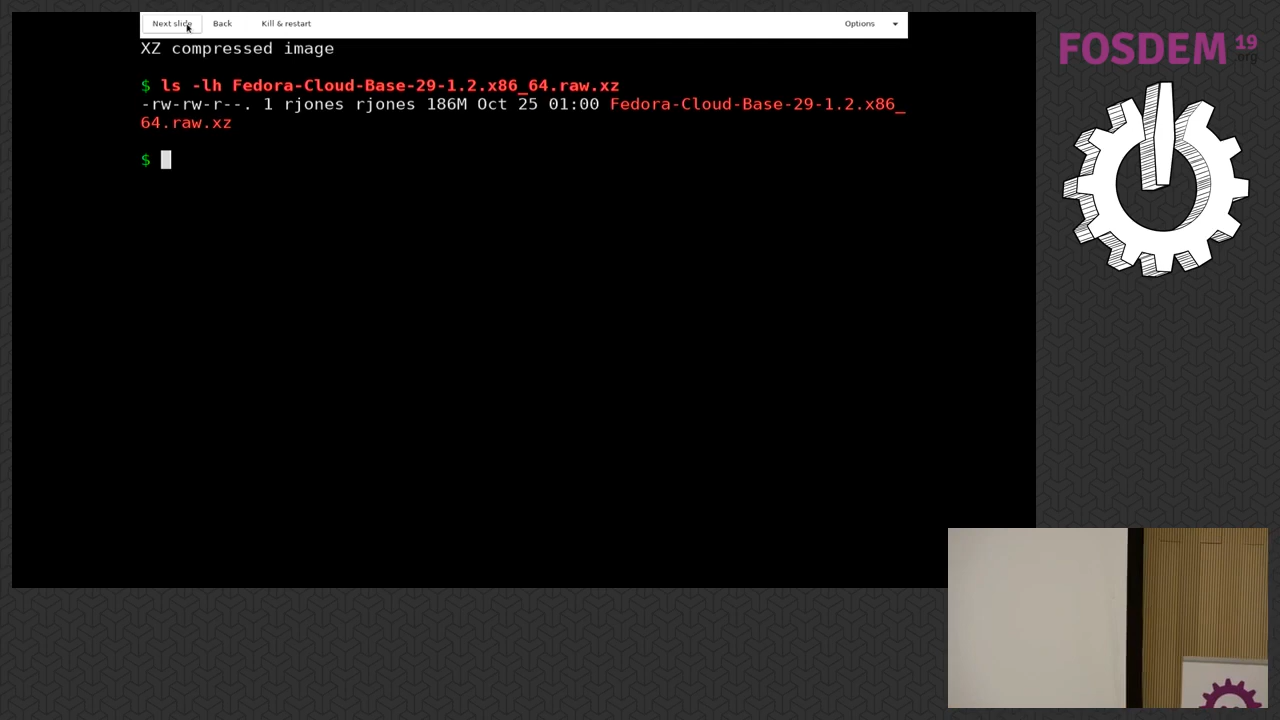 Next slide Back Kill & restart Options
XZ compressed image
$ ls -lh Fedora-Cloud-Base-29-1.2.x86_64.raw.xz
-rw-rw-r--. 1 rjones rjones 186M Oct 25 01:00 Fedora-Cloud-Base-29-1.2.x86_
64.raw.xz
$
FOSDEM 19
.org